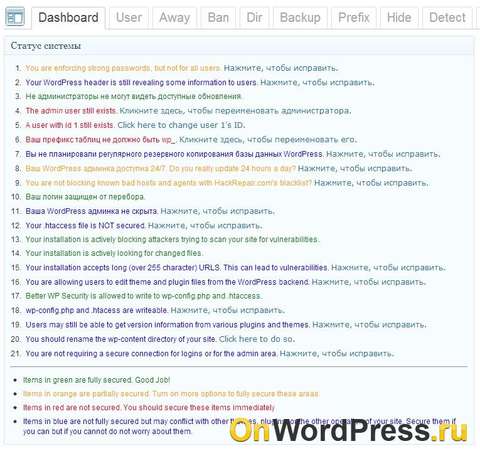 Dashboard User Away Ban Dir Backup Prefix Hide Detect
Статус системы
1. You are enforcing strong passwords, but not for all users. Нажмите, чтобы исправить.
2. Your WordPress header is still revealing some information to users. Нажмите, чтобы исправить.
3. Не администраторы не могут видеть доступные обновления.
4. The admin user still exists. Кликните здесь, чтобы переименовать администратора.
5. A user with id 1 still exists. Click here to change user 1's ID.
6. Ваш префикс таблиц не должно быть wp_. Кликните здесь, чтобы переименовать его.
7. Вы не планировали регулярного резервного копирования базы данных WordPress. Нажмите, чтобы исправить.
8. Ваш WordPress админка доступна 24/7. Do you really update 24 hours a day? Нажмите, чтобы исправить.
9. You are not blocking known bad hosts and agents with HackRepair.com's blacklist? Нажмите, чтобы исправить.
10. Ваш логин защищен от перебора.
11. Ваша WordPress админка не скрыта. Нажмите, чтобы исправить.
12. Your .htaccess file is NOT secured. Нажмите, чтобы исправить.
13. Your installation is actively blocking attackers trying to scan your site for vulnerabilities.
14. Your installation is actively looking for changed files.
15. Your installation accepts long (over 255 character) URLS. This can lead to vulnerabilities. Нажмите, чтобы исправить.
16. You are allowing users to edit theme and plugin files from the WordPress backend. Нажмите, чтобы исправить.
17. Better WP Security is allowed to write to wp-config.php and .htaccess.
18. wp-config.php and .htacess are writeable. Нажмите, чтобы исправить.
19. Users may still be able to get version information from various plugins and themes. Нажмите, чтобы исправить.
20. You should rename the wp-content directory of your site. Click here to do so.
21. You are not requiring a secure connection for logins or for the admin area. Нажмите, чтобы исправить.
Items in green are fully secured. Good Job!
Items in orange are partially secured. Turn on more options to fully secure these areas
Items in red are not secured. You should secure these items immediately
Items in blue are not fully secured but may conflict with other themes, plugins, or the other operation of your site. Secure them if
you can but if you cannot do not worry about them.
OnWordPress.ru